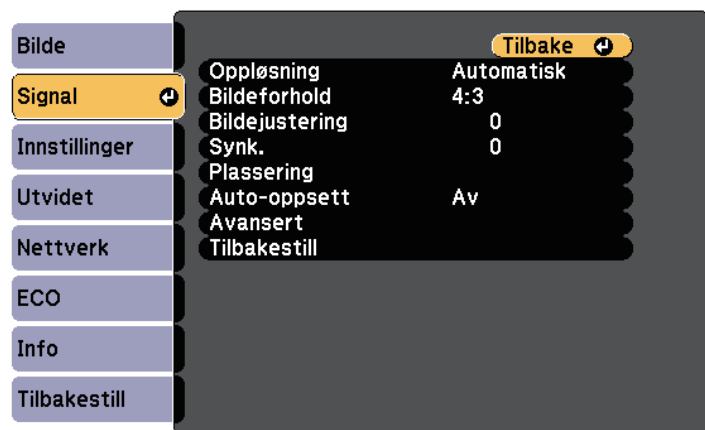 Bilde
Signal
Innstillinger
Utvidet
Nettverk
ECO
Info
Tilbakestill
Tilbake
Oppløsning Automatisk
Bildeforhold 4:3
Bildejustering 0
Synk. 0
Plassering
Auto-oppsett Av
Avansert
Tilbakestill